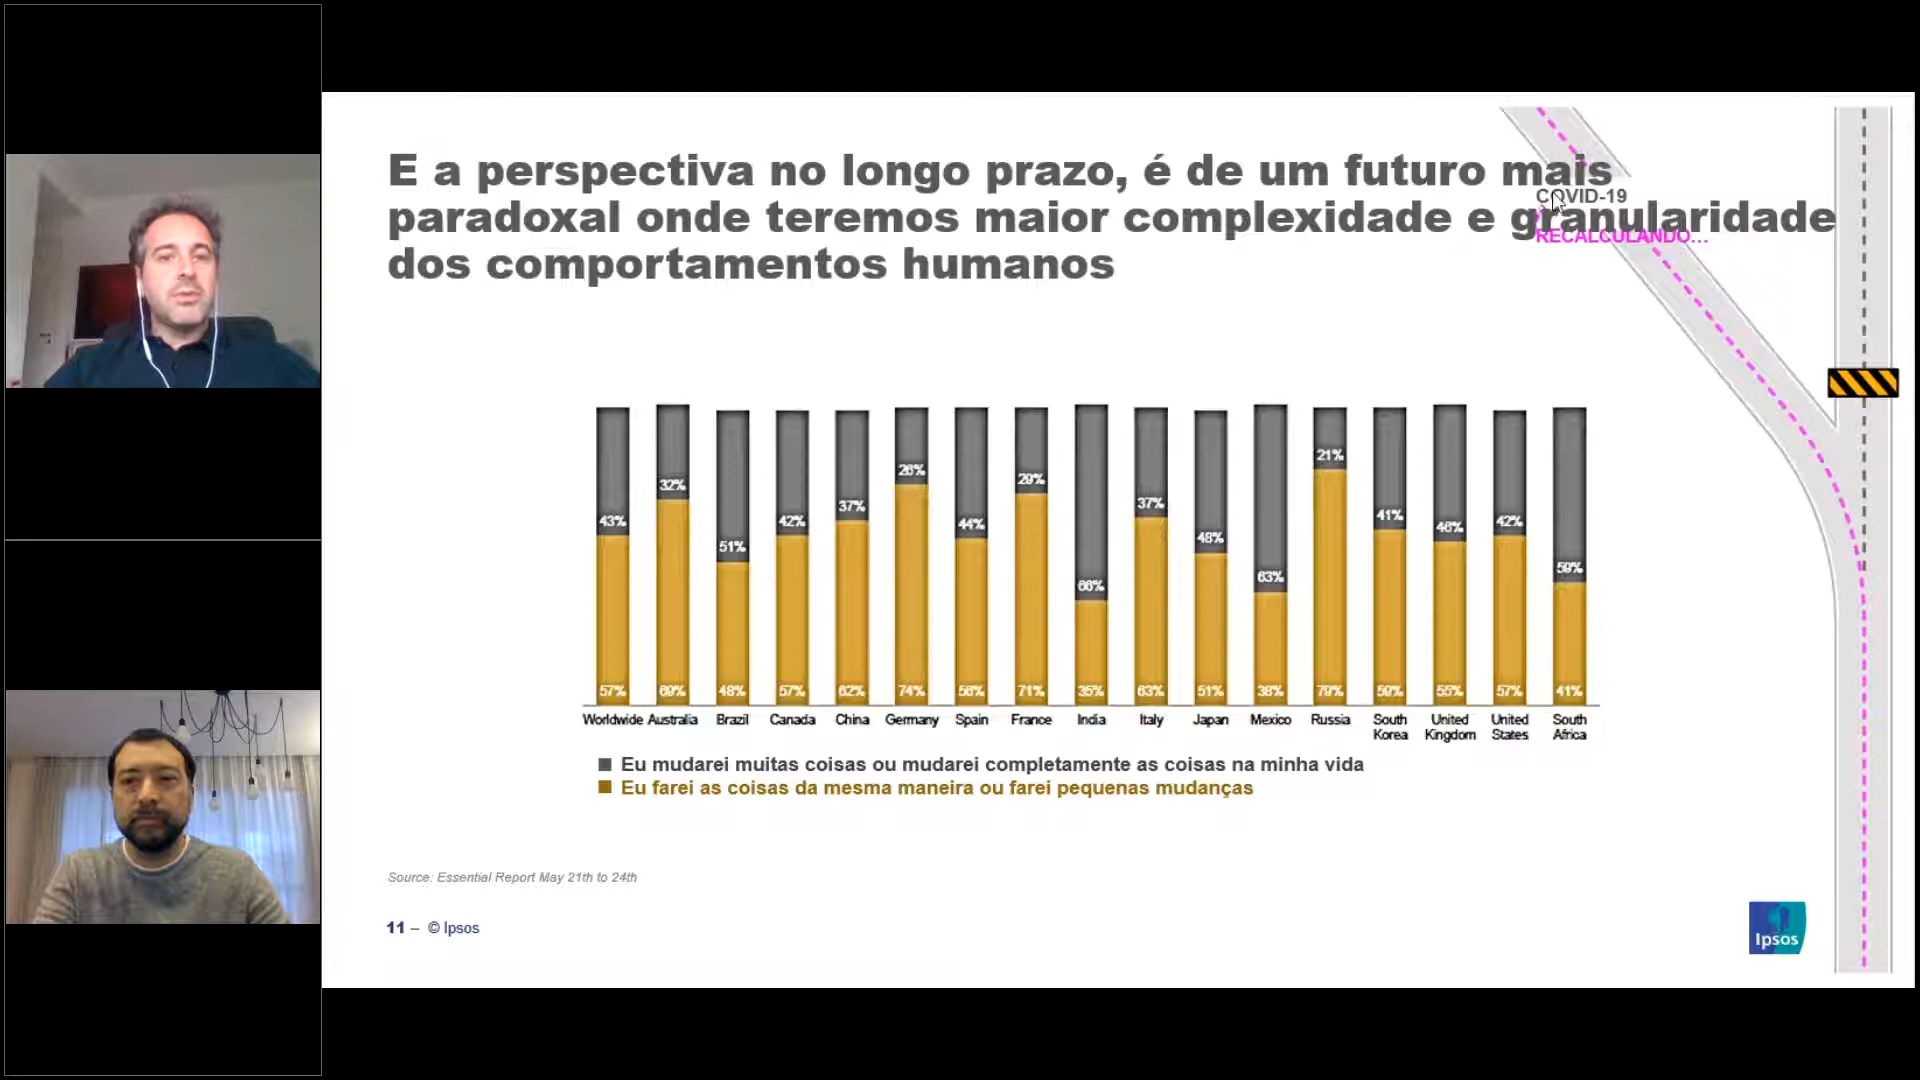 E a perspectiva no longo prazo, é de um futuro mais
paradoxal onde teremos maior complexidade e granularidade
dos comportamentos humanos
COVID-19
RECALCULANDO...
43% 32% 51% 42% 37% 26% 44% 29% 66% 37% 48% 63% 21% 41% 46% 42% 59%
57% 69% 48% 57% 62% 74% 56% 71% 35% 63% 51% 38% 79% 59% 55% 57% 41%
Worldwide Australia Brazil Canada China Germany Spain France India Italy Japan Mexico Russia South Korea United Kingdom United States South Africa
Eu mudarei muitas coisas ou mudarei completamente as coisas na minha vida
Eu farei as coisas da mesma maneira ou farei pequenas mudanças
Source: Essential Report May 21th to 24th
11 – © Ipsos
Ipsos